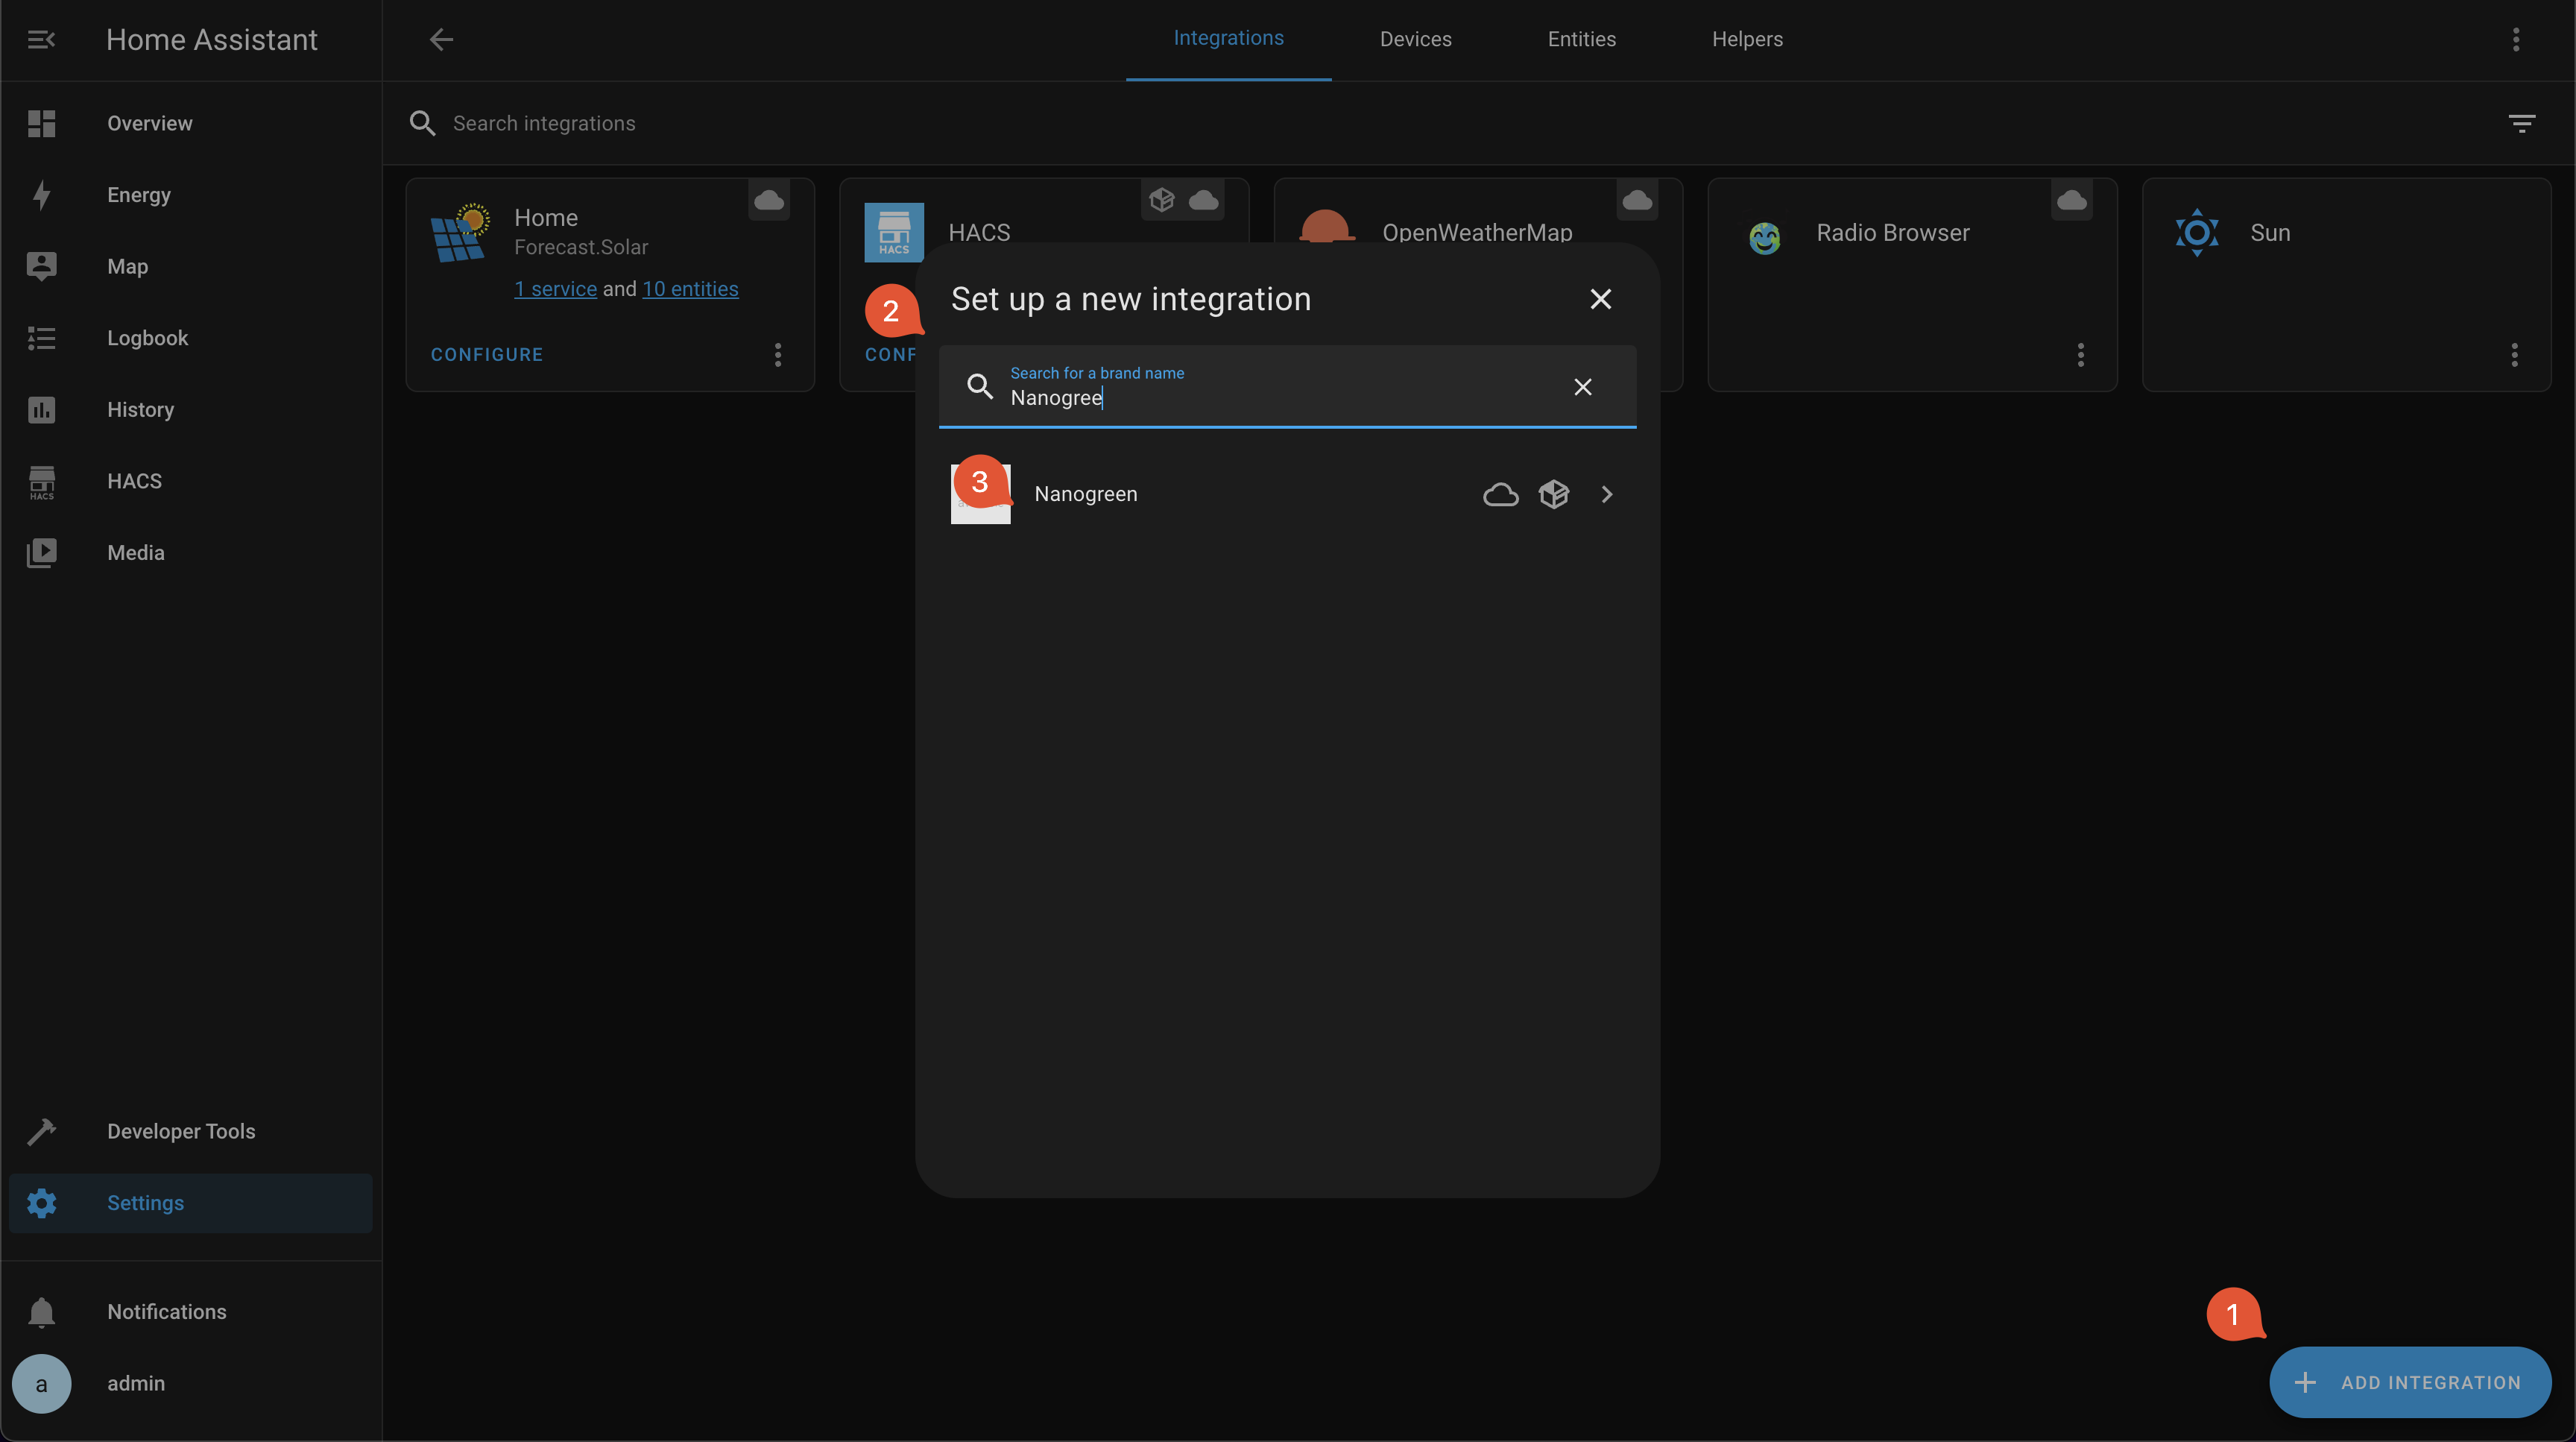 Home Assistant
Integrations
Devices
Entities
Helpers
Overview
Energy
Map
Logbook
History
HACS
HACS
Media
Developer Tools
Settings
Notifications
a
admin
Search integrations
Home
Forecast.Solar
1 service and 10 entities
CONFIGURE
HACS
HACS
CONF
OpenWeatherMap
Radio Browser
Sun
2
Set up a new integration
Search for a brand name
Nanogree
3
Nanogreen
1
ADD INTEGRATION